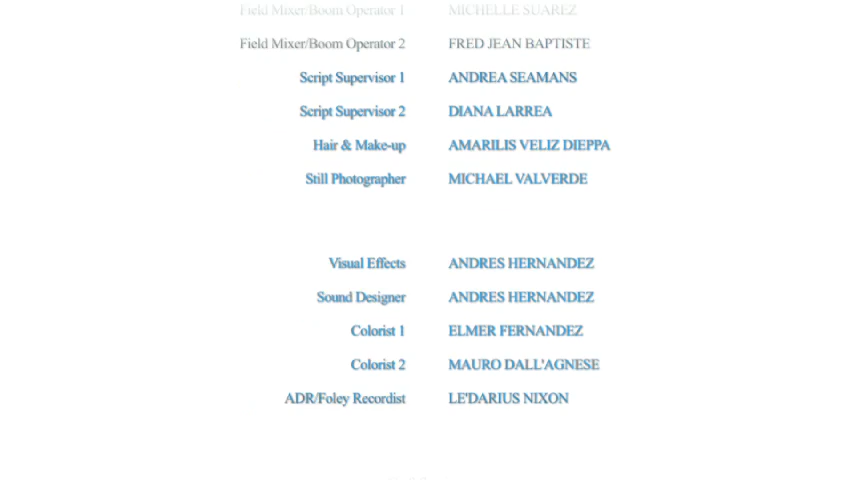 Field Mixer/Boom Operator 1 MICHELLE SUAREZ
Field Mixer/Boom Operator 2 FRED JEAN BAPTISTE
Script Supervisor 1 ANDREA SEAMANS
Script Supervisor 2 DIANA LARREA
Hair & Make-up AMARILIS VELIZ DIEPPA
Still Photographer MICHAEL VALVERDE
Visual Effects ANDRES HERNANDEZ
Sound Designer ANDRES HERNANDEZ
Colorist 1 ELMER FERNANDEZ
Colorist 2 MAURO DALL'AGNESE
ADR/Foley Recordist LE'DARIUS NIXON